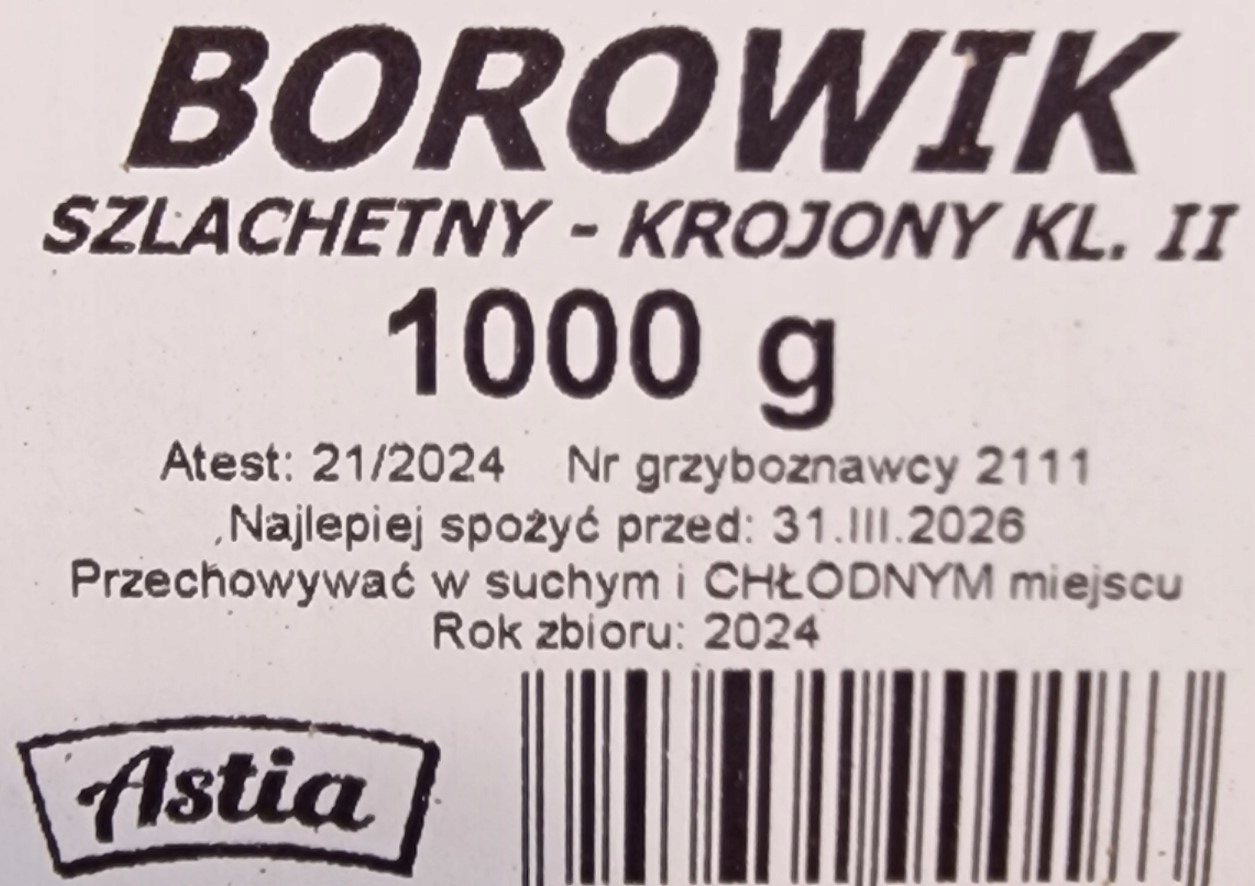 BOROWIK
SZLACHETNY - KROJONY KL. II
1000 g
Atest: 21/2024 Nr grzyboznawcy 2111
Najlepiej spożyć przed: 31.III.2026
Przechowywać w suchym i CHŁODNYM miejscu
Rok zbioru: 2024
Astia